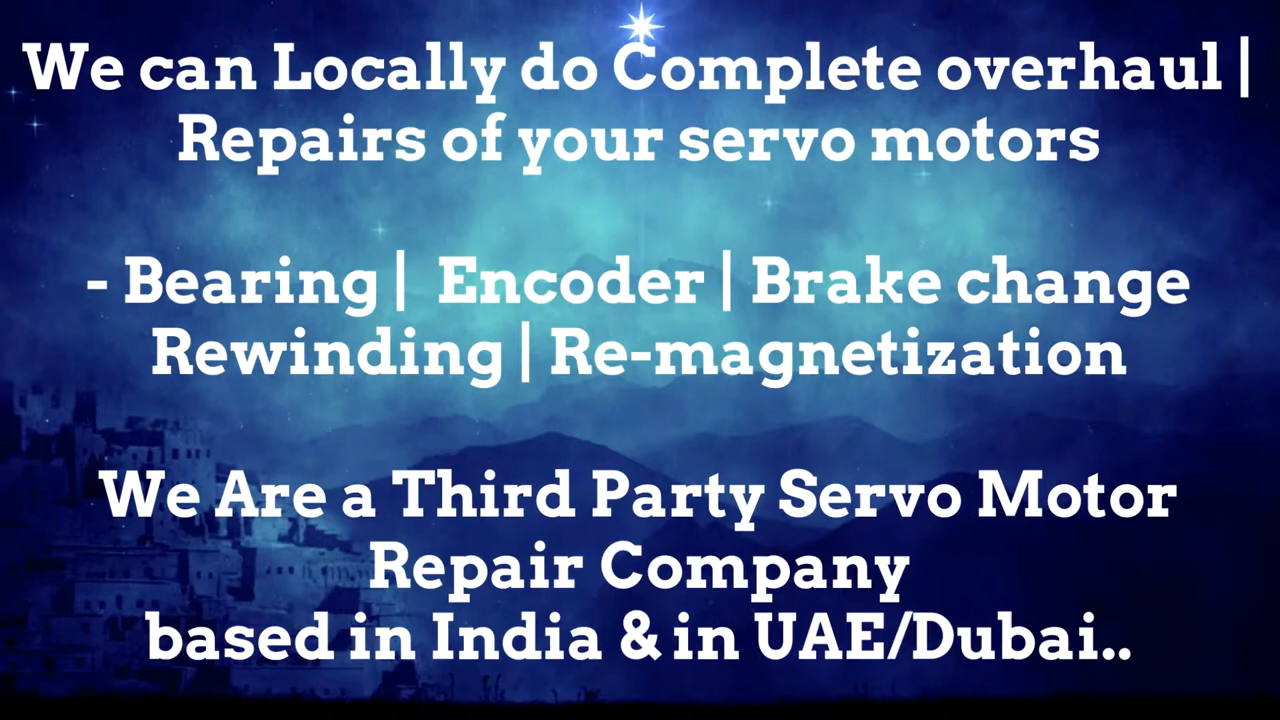 We can Locally do Complete overhaul |
Repairs of your servo motors
- Bearing | Encoder | Brake change
Rewinding | Re-magnetization
We Are a Third Party Servo Motor
Repair Company
based in India & in UAE/Dubai..